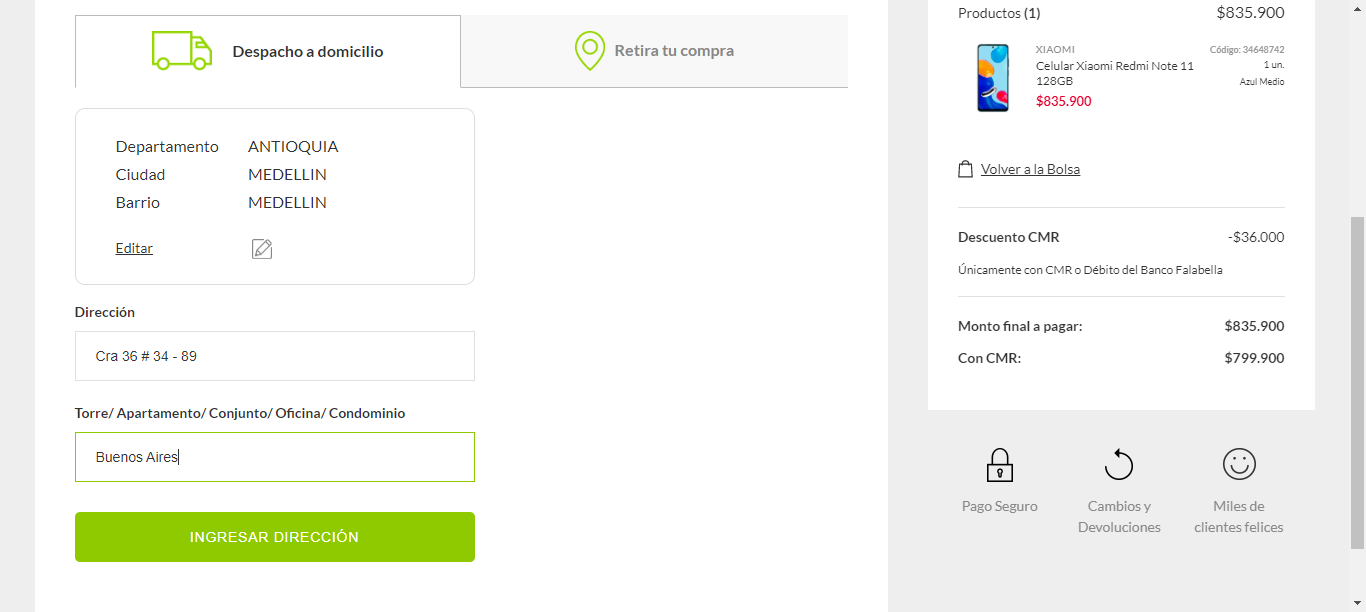 Despacho a domicilio
Retira tu compra
Departamento ANTIOQUIA
Ciudad MEDELLIN
Barrio MEDELLIN
Editar
Dirección
Cra 36 # 34 - 89
Torre/ Apartamento/ Conjunto/ Oficina/ Condominio
Buenos Aires
INGRESAR DIRECCIÓN
Productos (1) $835.900
XIAOMI Código: 34648742
Celular Xiaomi Redmi Note 11 1 un.
128GB Azul Medio
$835.900
Volver a la Bolsa
Descuento CMR -$36.000
Únicamente con CMR o Débito del Banco Falabella
Monto final a pagar: $835.900
Con CMR: $799.900
Pago Seguro
Cambios y
Devoluciones
Miles de
clientes felices